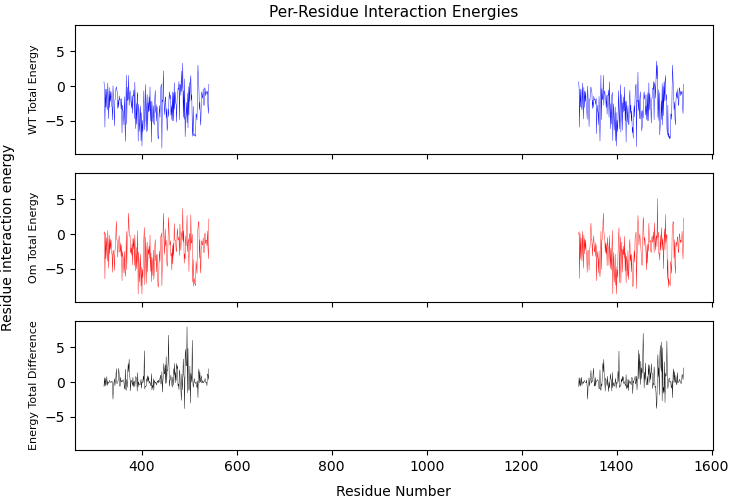 Per-Residue Interaction Energies
Residue interaction energy
WT Total Energy
5
0
−5
Om Total Energy
5
0
−5
Energy Total Difference
5
0
−5
400 600 800 1000 1200 1400 1600
Residue Number